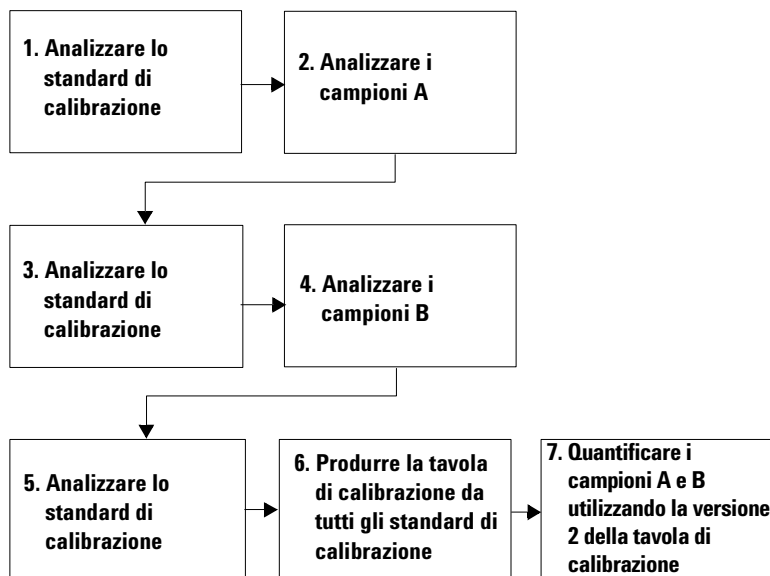 1. Analizzare lo
standard di
calibrazione
2. Analizzare i
campioni A
3. Analizzare lo
standard di
calibrazione
4. Analizzare i
campioni B
5. Analizzare lo
standard di
calibrazione
6. Produrre la tavola
di calibrazione da
tutti gli standard di
calibrazione
7. Quantificare i
campioni A e B
utilizzando la versione
2 della tavola di
calibrazione